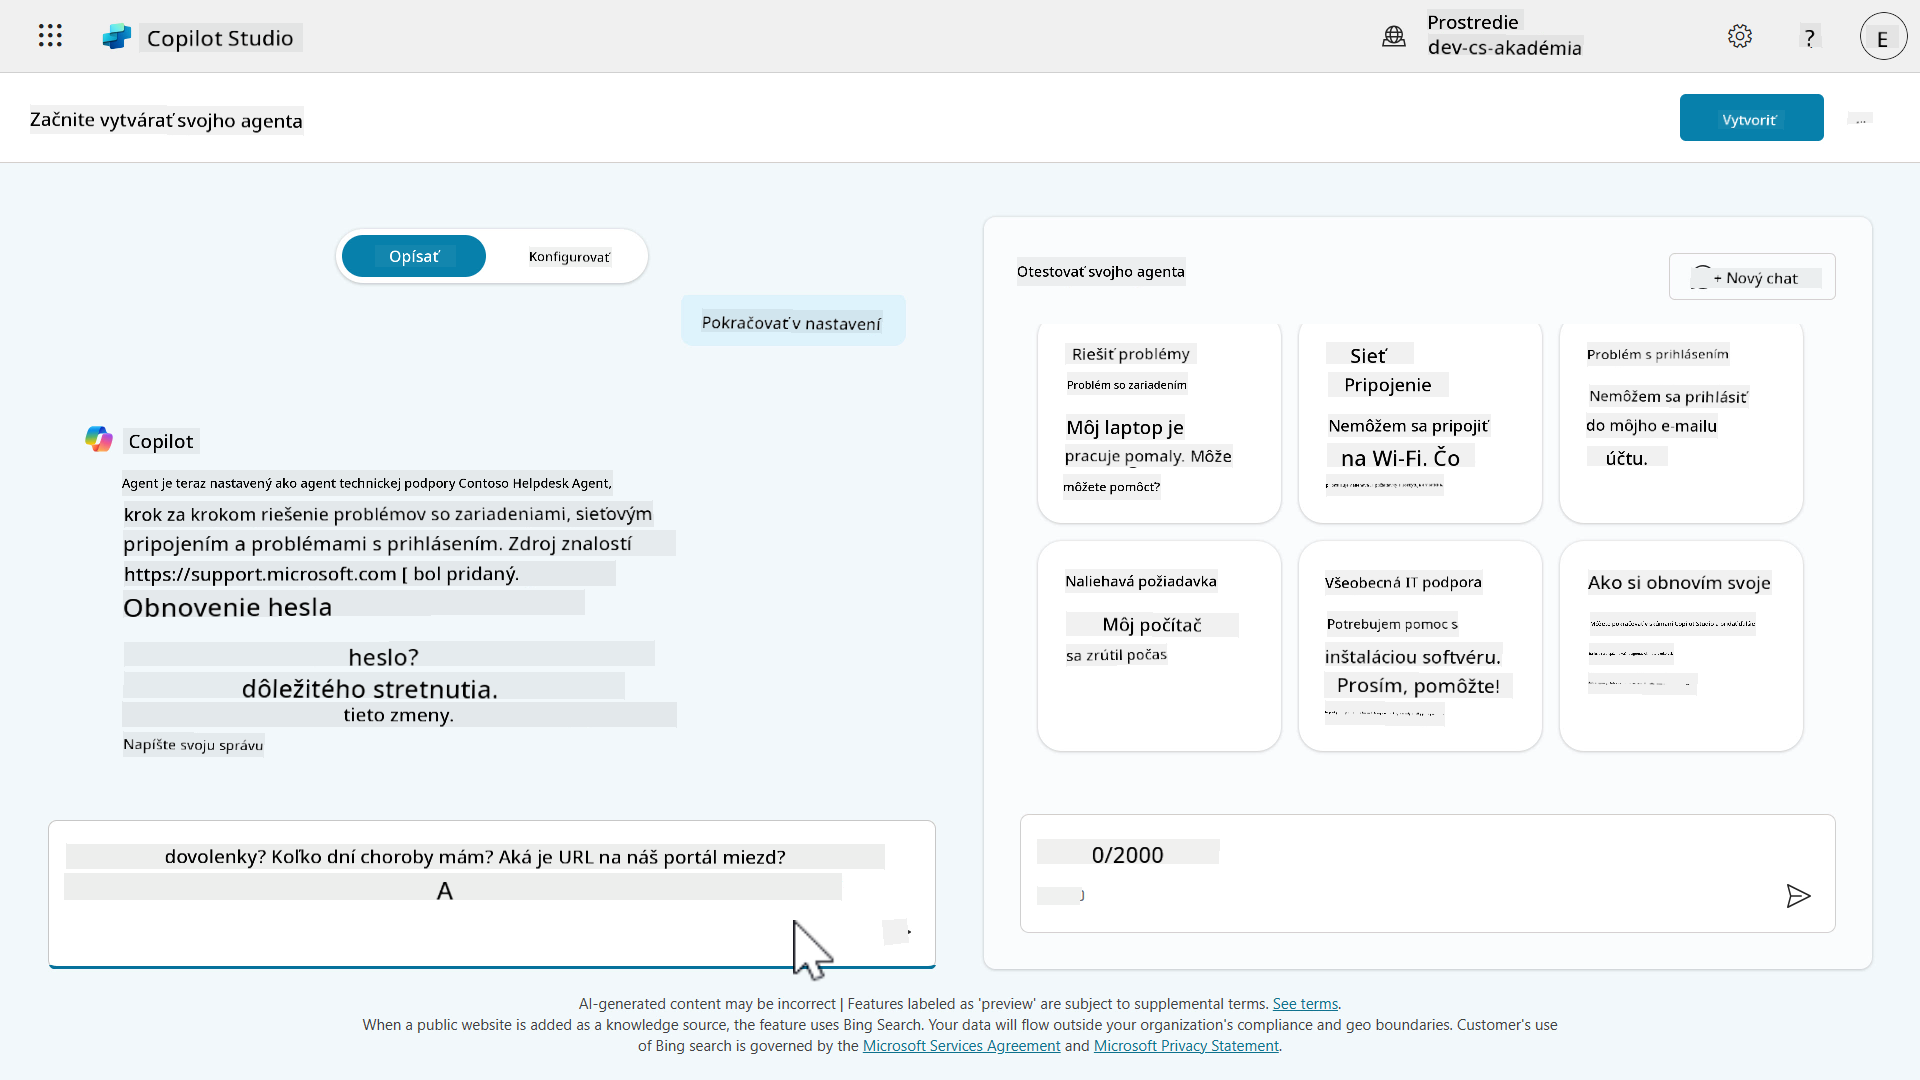 Copilot Studio
Prostredie
dev-cs-akadémia
?
E
Začnite vytvárať svojho agenta
Vytvoriť
...
Opísať
Konfigurovať
Pokračovať v nastavení
Copilot
Agent je teraz nastavený ako agent technickej podpory Contoso Helpdesk Agent,
krok za krokom riešenie problémov so zariadeniami, sieťovým
pripojením a problémami s prihlásením. Zdroj znalostí
https://support.microsoft.com [ bol pridaný.
Obnovenie hesla
heslo?
dôležitého stretnutia.
tieto zmeny.
Napíšte svoju správu
dovolenky? Koľko dní choroby mám? Aká je URL na náš portál miezd?
A
Otestovať svojho agenta
+ Nový chat
Riešiť problémy
Problém so zariadením
Môj laptop je
pracuje pomaly. Môže
môžete pomôcť?
Sieť
Pripojenie
Nemôžem sa pripojiť
na Wi-Fi. Čo
Problém s prihlásením
Nemôžem sa prihlásiť
do môjho e-mailu
účtu.
Naliehavá požiadavka
Môj počítač
sa zrútil počas
Všeobecná IT podpora
Potrebujem pomoc s
inštaláciou softvéru.
Prosím, pomôžte!
Ako si obnovím svoje
0/2000
AI-generated content may be incorrect | Features labeled as 'preview' are subject to supplemental terms. See terms.
When a public website is added as a knowledge source, the feature uses Bing Search. Your data will flow outside your organization's compliance and geo boundaries. Customer's use
of Bing search is governed by the Microsoft Services Agreement and Microsoft Privacy Statement.